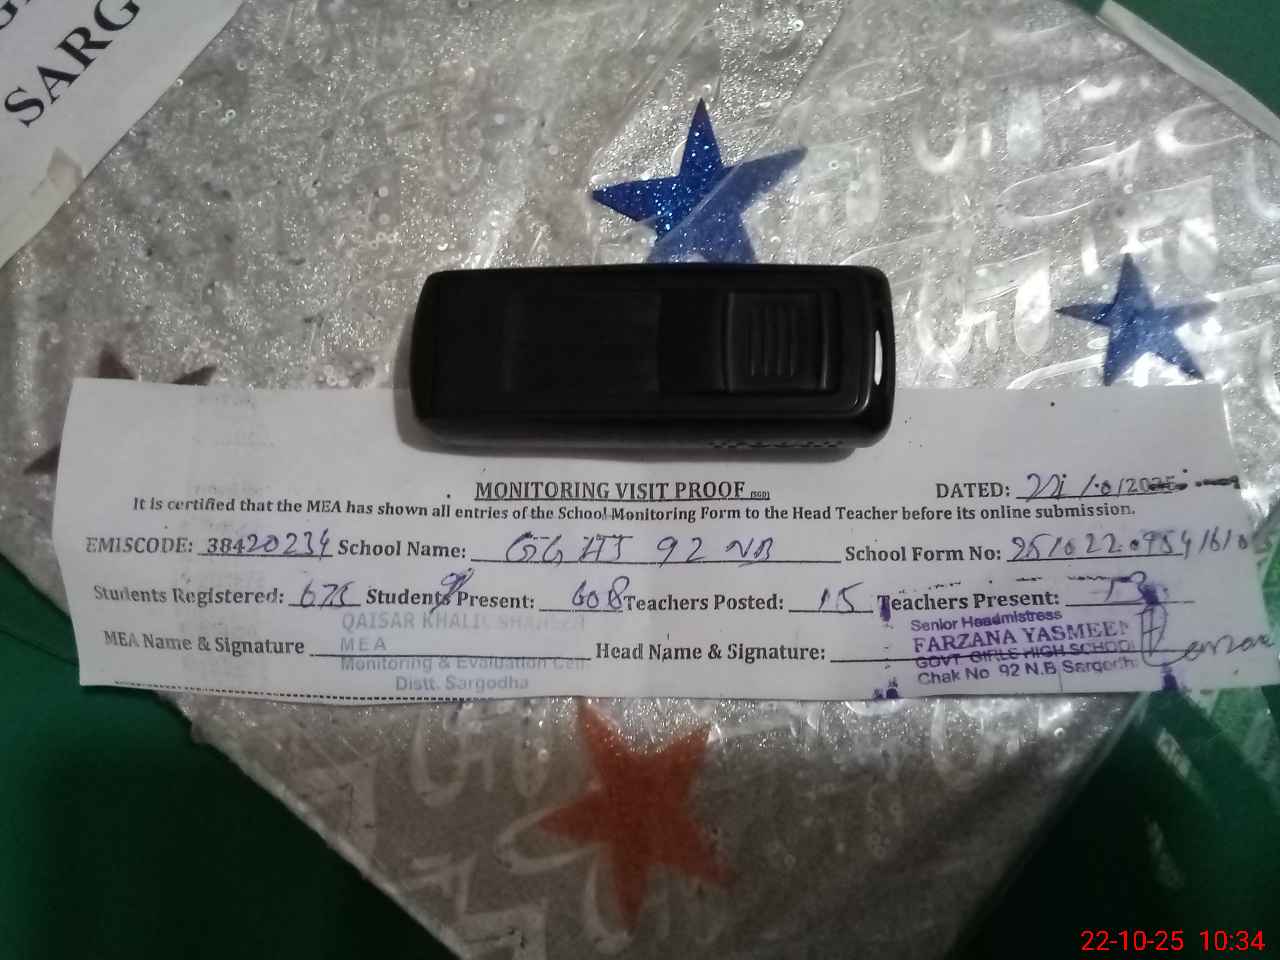 SARG
MONITORING VISIT PROOF (SGD)
DATED: 22/10/2025
It is certified that the MEA has shown all entries of the School Monitoring Form to the Head Teacher before its online submission.
EMISCODE: 38420234 School Name: GGHS 92 NB School Form No:
Students Registered: 675 Students Present: 608 Teachers Posted: 15 Teachers Present:
MEA Name & Signature QAISAR KHALIL Head Name & Signature: Senior Headmistress
MEA FARZANA YASMEEN
Monitoring & Evaluation Cell GOVT GIRLS HIGH SCHOOL
Distt. Sargodha Chak No 92 N.B Sargodha
22-10-25 10:34